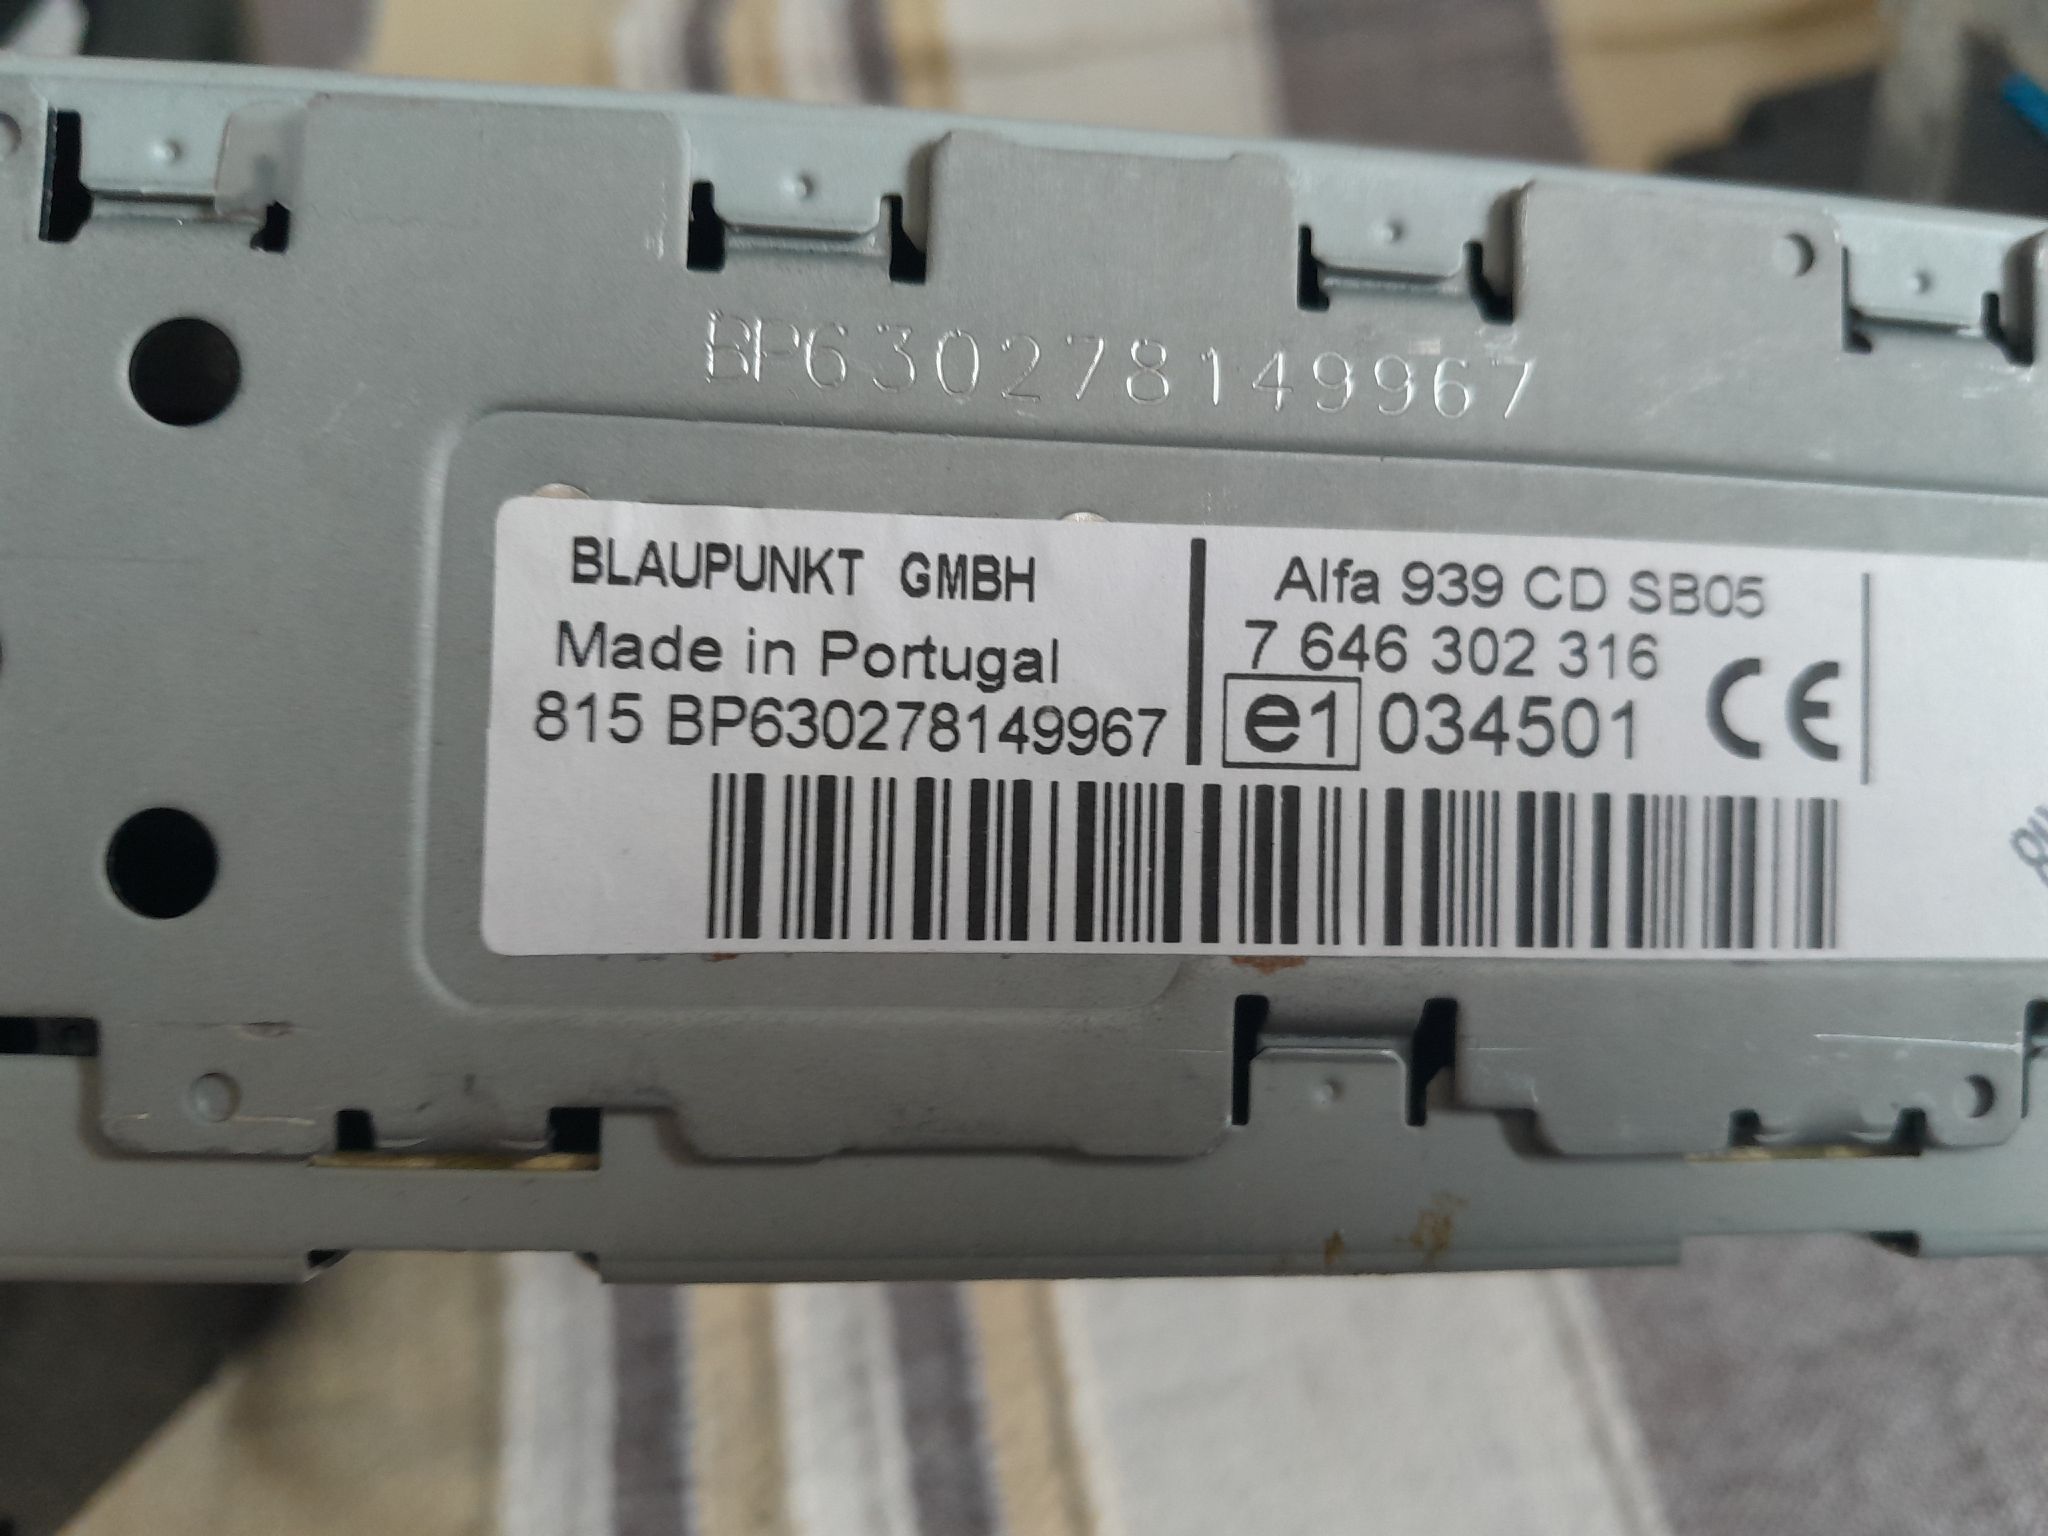 BP630278149967
BLAUPUNKT GMBH
Made in Portugal
815 BP630278149967
Alfa 939 CD SB05
7 646 302 316
e1 034501 CE